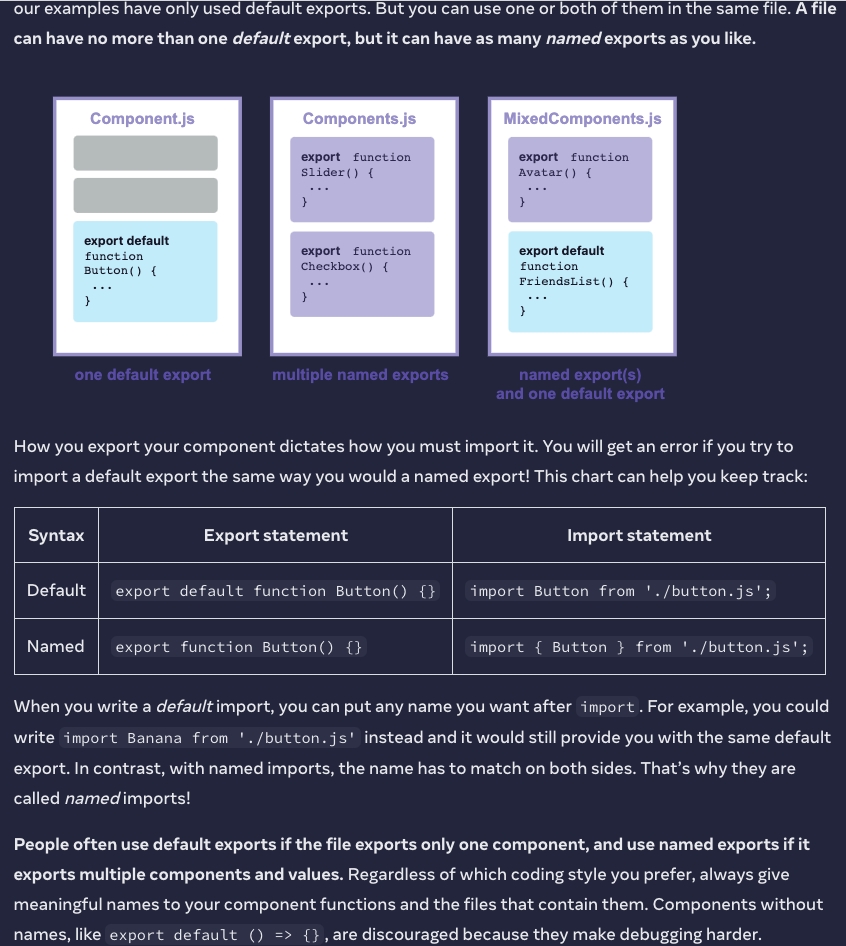 our examples have only used default exports. But you can use one or both of them in the same file. A file
can have no more than one default export, but it can have as many named exports as you like.
Component.js
export default
function
Button() {
...
}
one default export
Components.js
export function
Slider() {
...
}
export function
Checkbox() {
...
}
multiple named exports
MixedComponents.js
export function
Avatar() {
...
}
export default
function
FriendsList() {
...
}
named export(s)
and one default export
How you export your component dictates how you must import it. You will get an error if you try to
import a default export the same way you would a named export! This chart can help you keep track:
Syntax Export statement Import statement
Default export default function Button() {} import Button from './button.js';
Named export function Button() {} import { Button } from './button.js';
When you write a default import, you can put any name you want after import. For example, you could
write import Banana from './button.js' instead and it would still provide you with the same default
export. In contrast, with named imports, the name has to match on both sides. That’s why they are
called named imports!
People often use default exports if the file exports only one component, and use named exports if it
exports multiple components and values. Regardless of which coding style you prefer, always give
meaningful names to your component functions and the files that contain them. Components without
names, like export default () => {}, are discouraged because they make debugging harder.